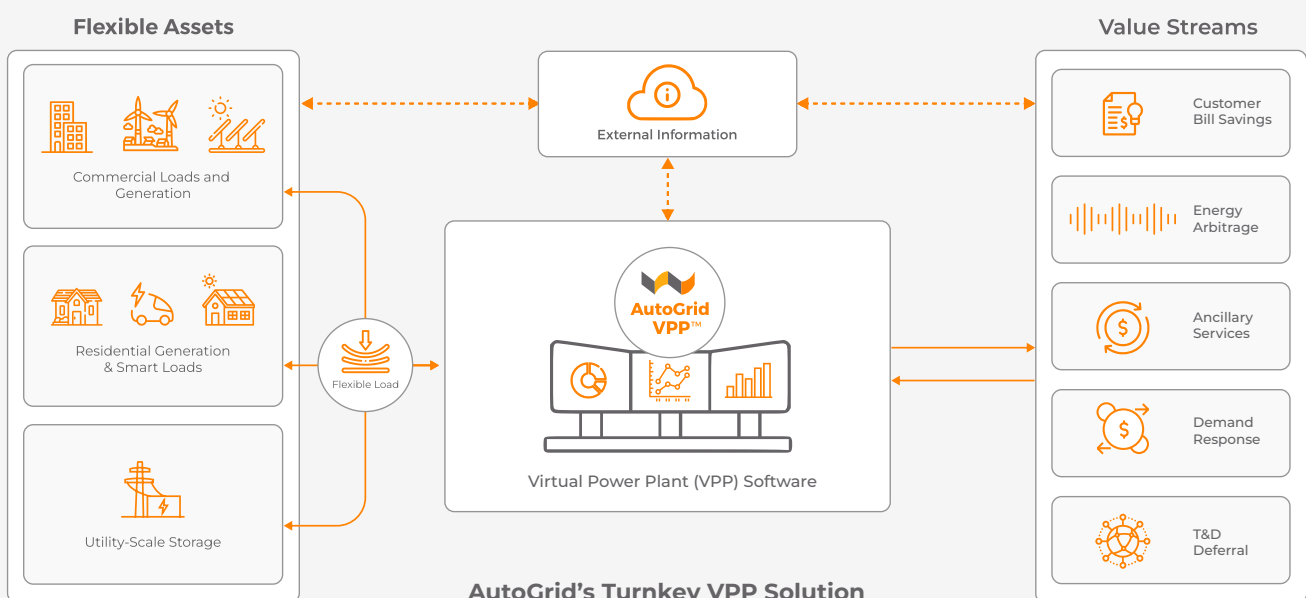 Flexible Assets
Commercial Loads and
Generation
Residential Generation
& Smart Loads
Utility-Scale Storage
Flexible Load
External Information
AutoGrid
VPP™
Virtual Power Plant (VPP) Software
AutoGrid’s Turnkey VPP Solution
Value Streams
Customer
Bill Savings
Energy
Arbitrage
Ancillary
Services
Demand
Response
T&D
Deferral